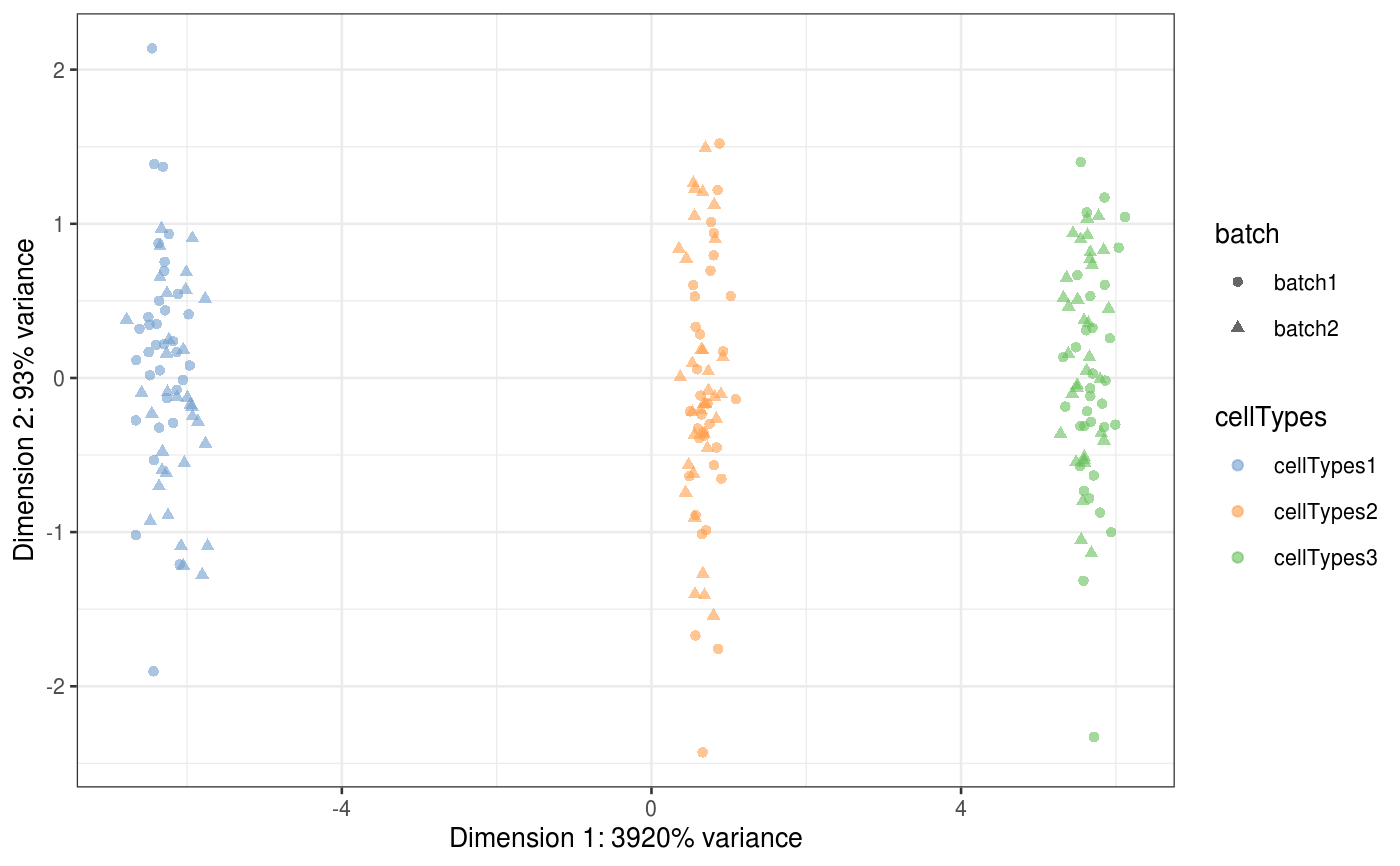 2
1
0
-1
-2
Dimension 2: 93% variance
-4
0
4
Dimension 1: 3920% variance
batch
batch1
batch2
cellTypes
cellTypes1
cellTypes2
cellTypes3